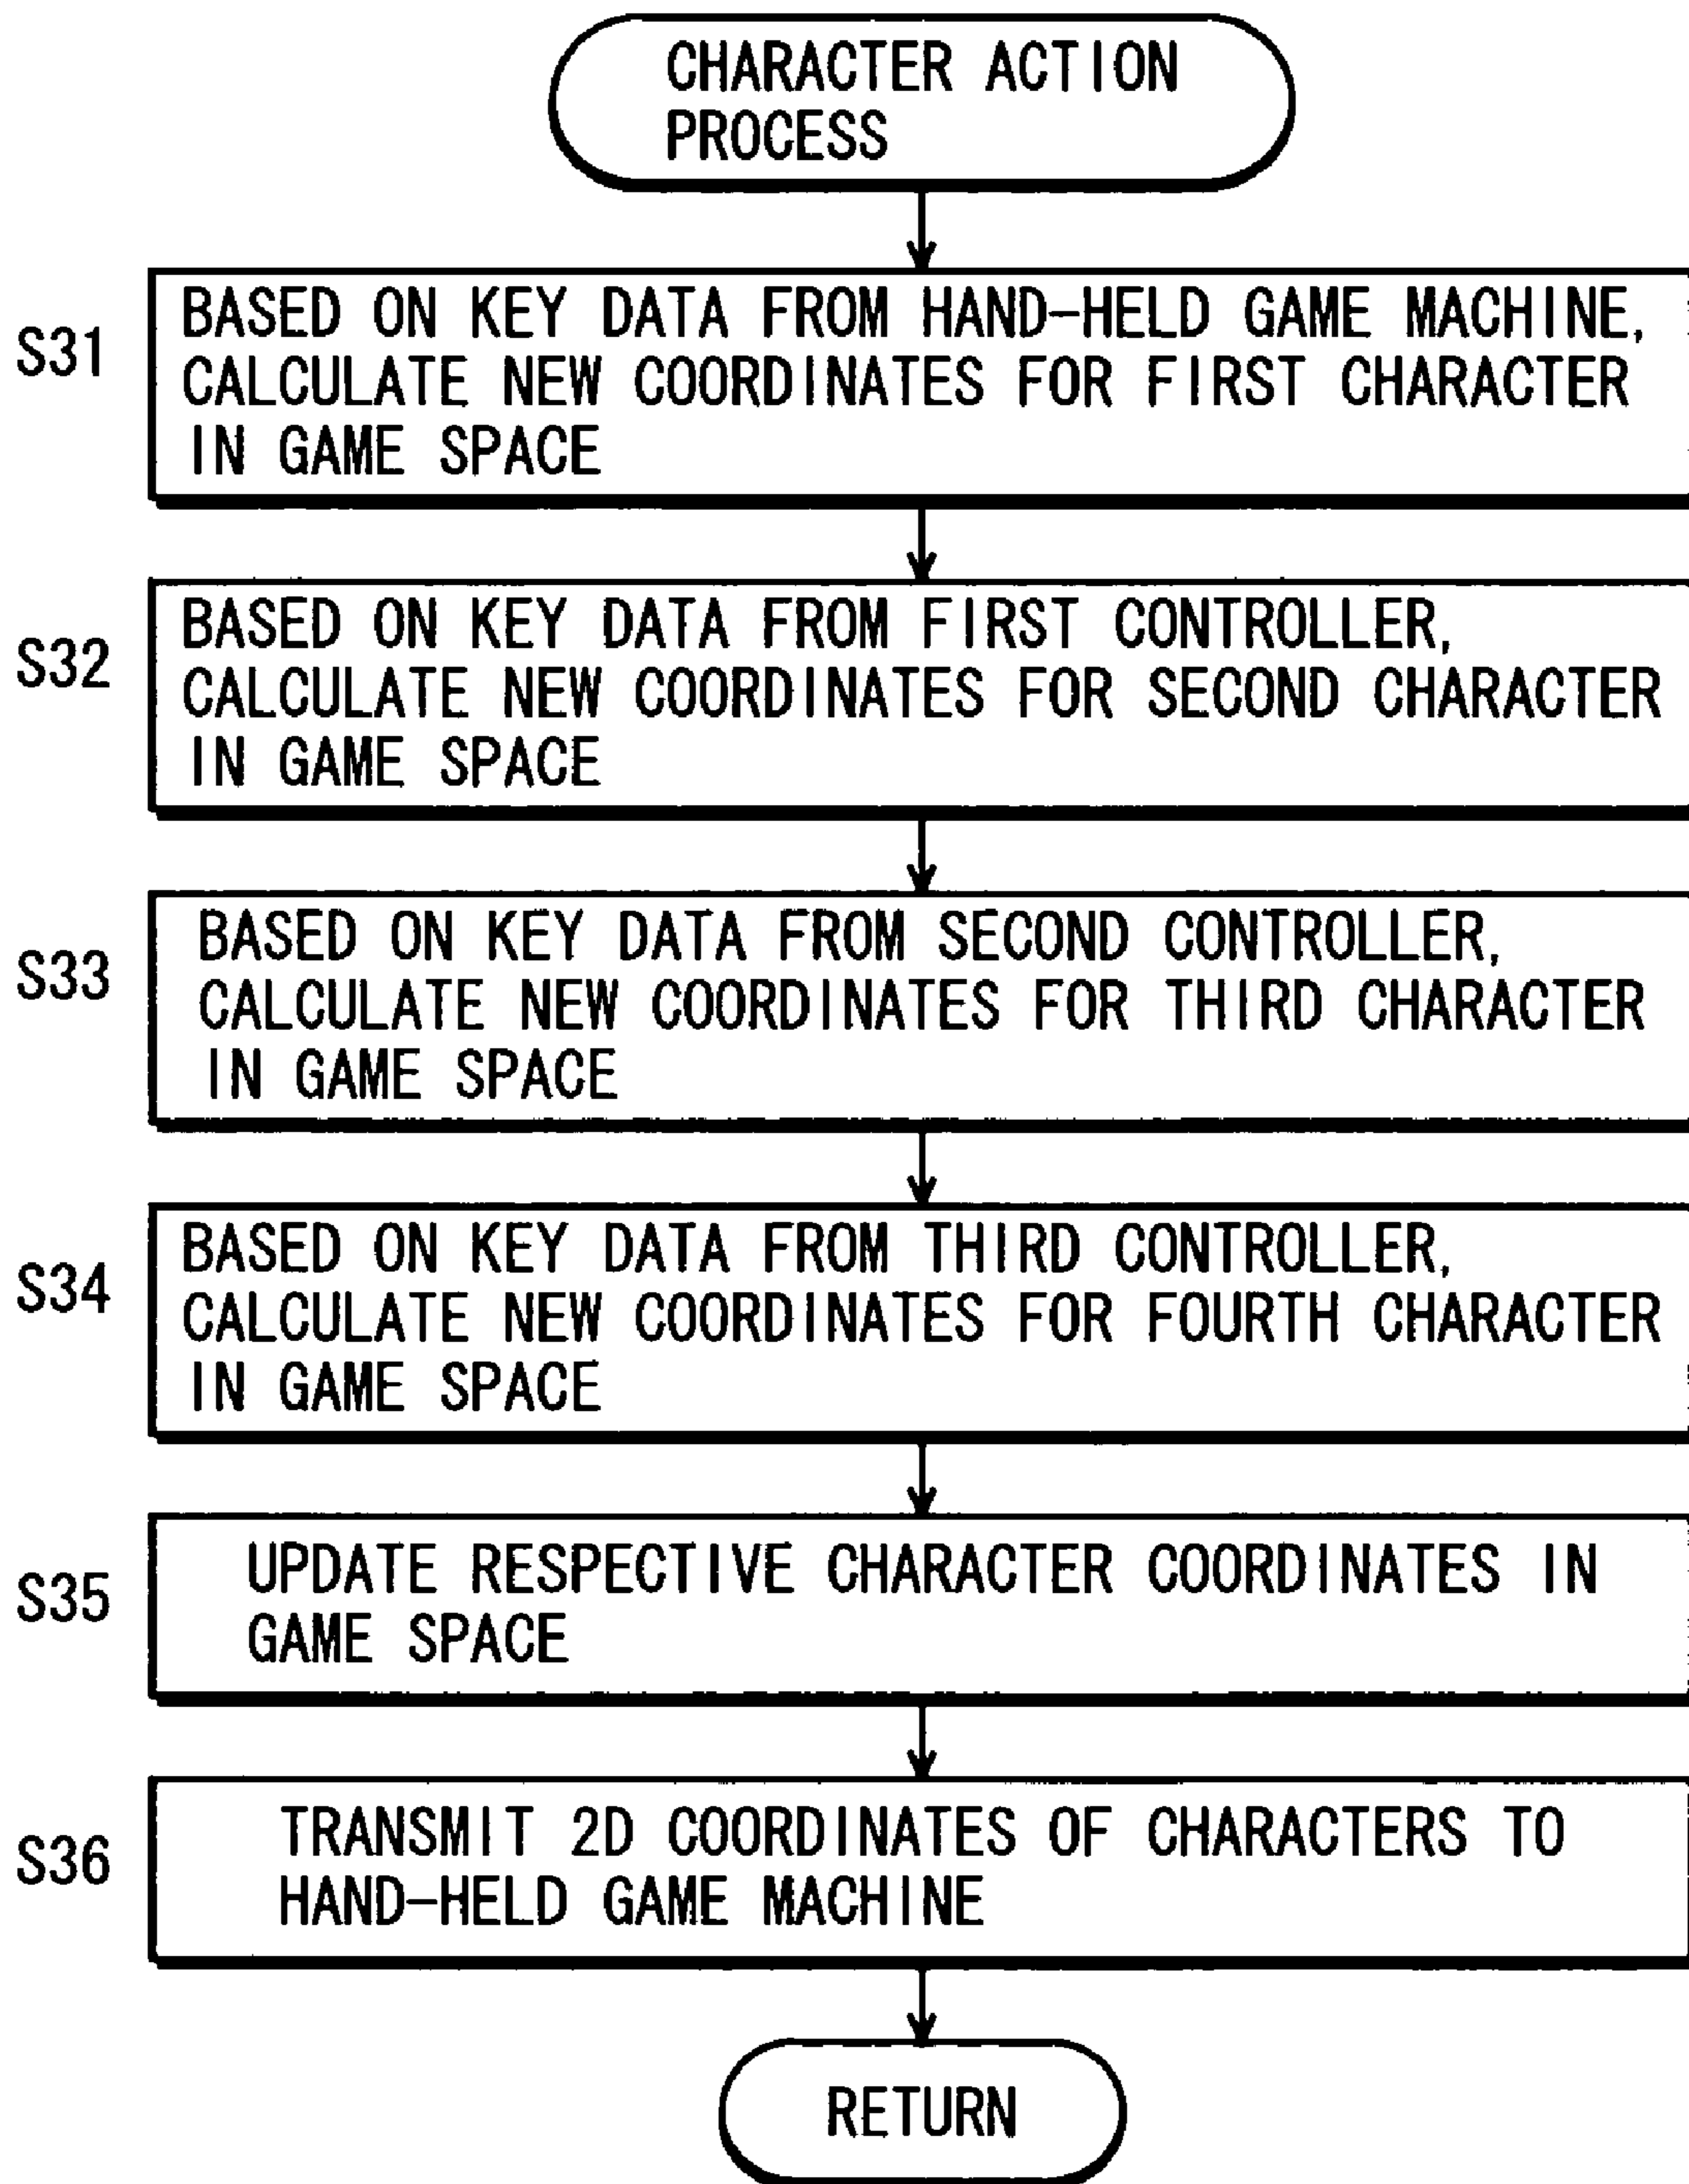 CHARACTER ACTION
PROCESS
S31
BASED ON KEY DATA FROM HAND-HELD GAME MACHINE,
CALCULATE NEW COORDINATES FOR FIRST CHARACTER
IN GAME SPACE
S32
BASED ON KEY DATA FROM FIRST CONTROLLER,
CALCULATE NEW COORDINATES FOR SECOND CHARACTER
IN GAME SPACE
S33
BASED ON KEY DATA FROM SECOND CONTROLLER,
CALCULATE NEW COORDINATES FOR THIRD CHARACTER
IN GAME SPACE
S34
BASED ON KEY DATA FROM THIRD CONTROLLER,
CALCULATE NEW COORDINATES FOR FOURTH CHARACTER
IN GAME SPACE
S35
UPDATE RESPECTIVE CHARACTER COORDINATES IN
GAME SPACE
S36
TRANSMIT 2D COORDINATES OF CHARACTERS TO
HAND-HELD GAME MACHINE
RETURN